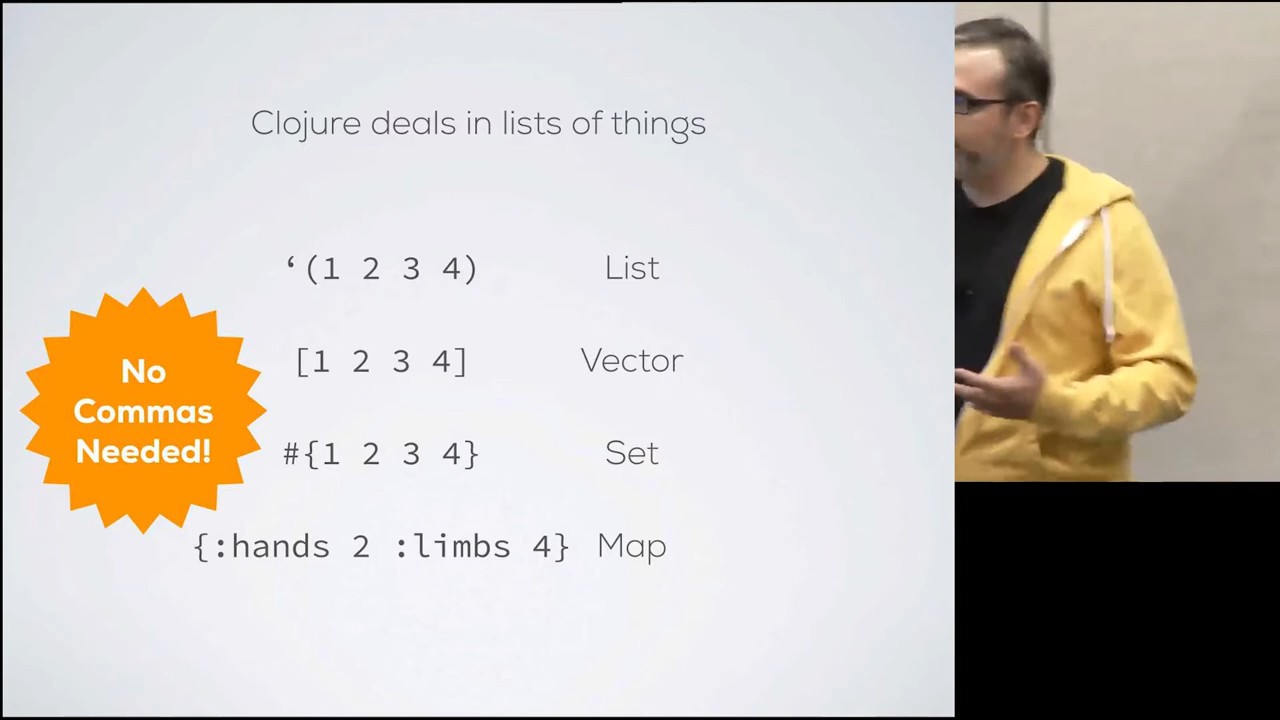 Clojure deals in lists of things
‘(1 2 3 4) List
[1 2 3 4] Vector
#{1 2 3 4} Set
{:hands 2 :limbs 4} Map
No
Commas
Needed!